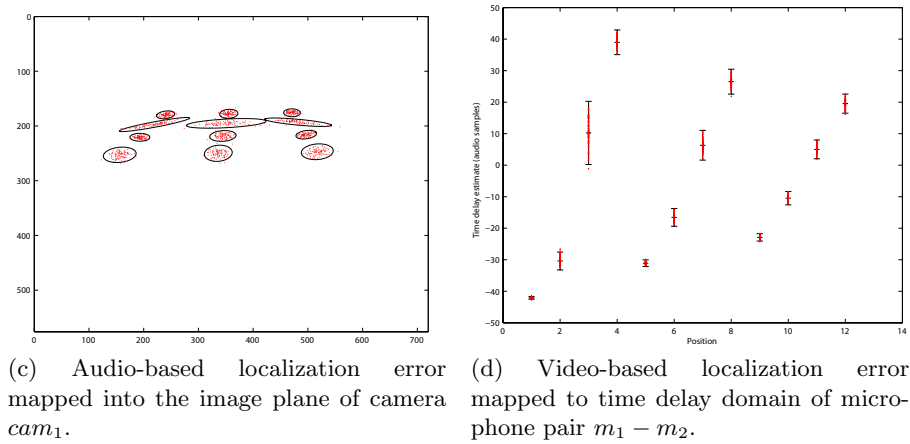 0
100
200
300
400
500
0 100 200 300 400 500 600 700
50
40
30
20
10
0
−10
−20
−30
−40
−50
0 2 4 6 8 10 12 14
Time delay estimate (audio samples)
Position
(c) Audio-based localization error
mapped into the image plane of camera
cam₁.
(d) Video-based localization error
mapped to time delay domain of micro-
phone pair m₁ − m₂.